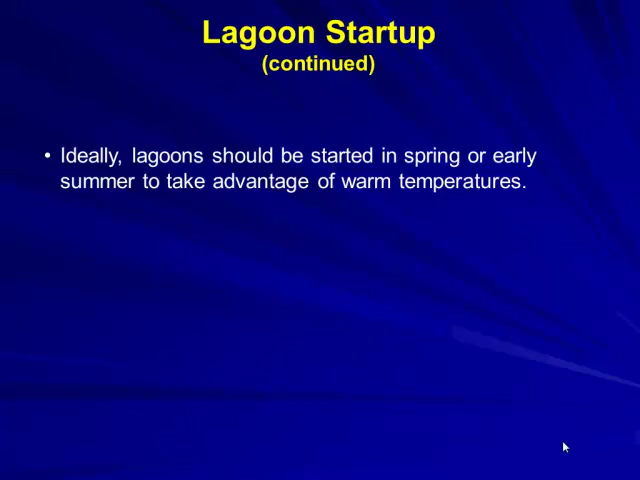 Lagoon Startup
(continued)
• Ideally, lagoons should be started in spring or early
summer to take advantage of warm temperatures.